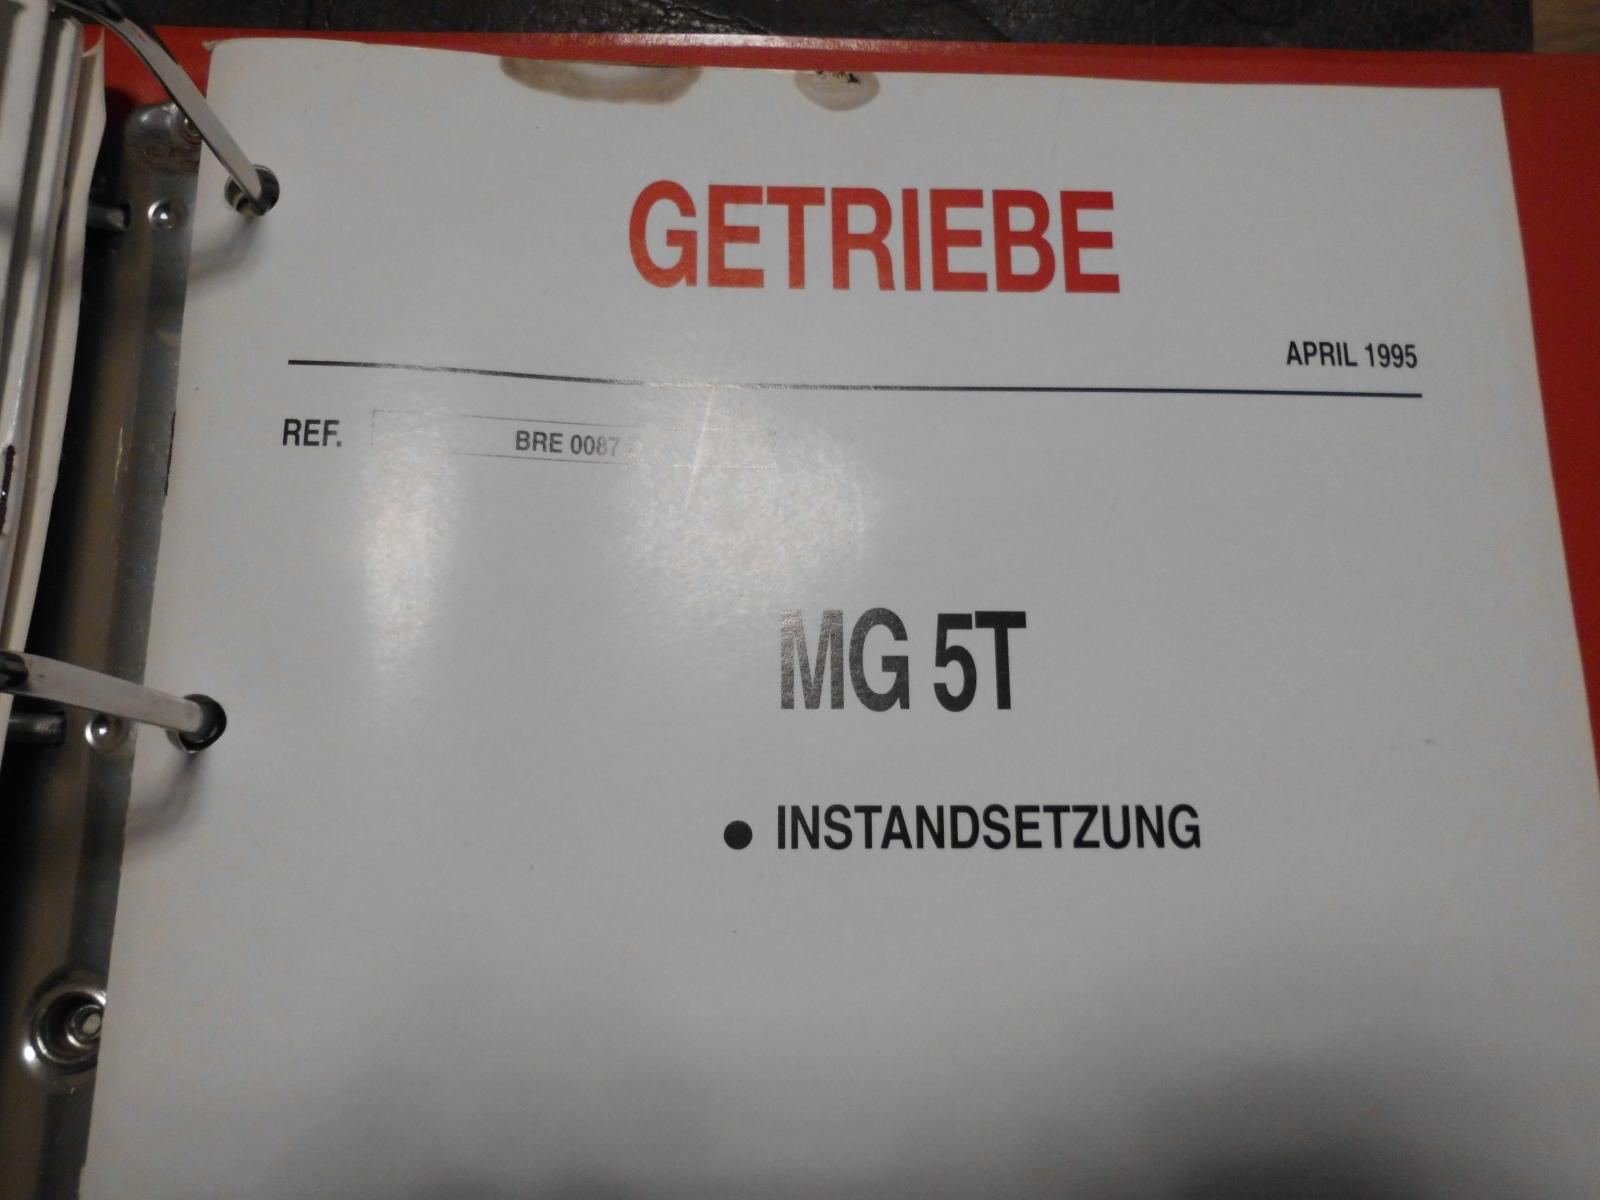 GETRIEBE
APRIL 1995
REF. BRE 0087
MG 5T
• INSTANDSETZUNG